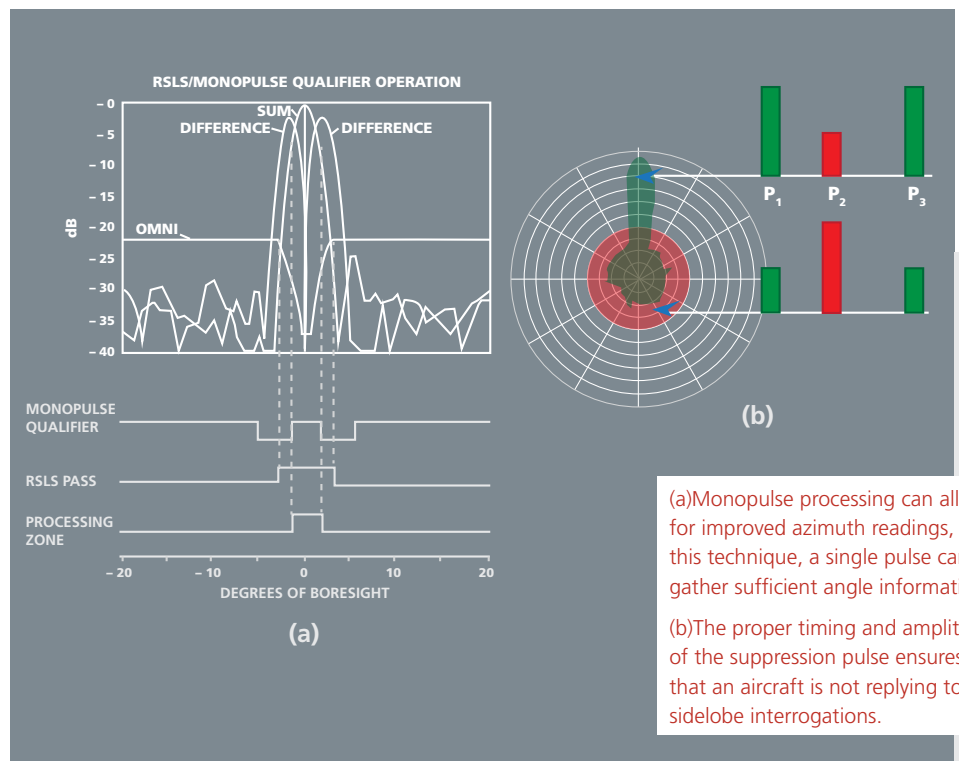 RSLS/MONOPULSE QUALIFIER OPERATION
– 0
– 5
– 10
– 15
– 20
– 25
– 30
– 35
– 40
dB
SUM
DIFFERENCE
DIFFERENCE
OMNI
MONOPULSE
QUALIFIER
RSLS PASS
PROCESSING
ZONE
– 20
– 10
0
10
20
DEGREES OF BORESIGHT
(a)
P1
P2
P3
(b)
(a)Monopulse processing can all
for improved azimuth readings,
this technique, a single pulse ca
gather sufficient angle informati
(b)The proper timing and amplit
of the suppression pulse ensures
that an aircraft is not replying to
sidelobe interrogations.